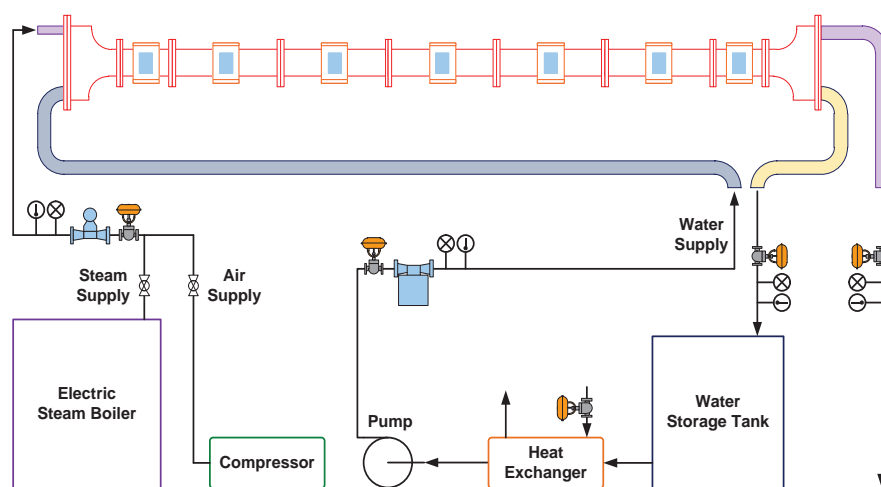 Steam
Supply
Air
Supply
Water
Supply
Electric
Steam Boiler
Compressor
Pump
Heat
Exchanger
Water
Storage Tank